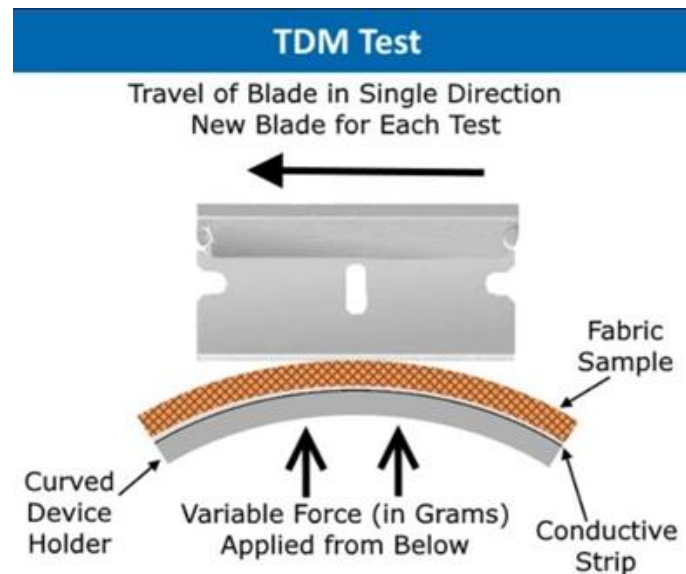 TDM Test
Travel of Blade in Single Direction
New Blade for Each Test
Fabric
Sample
Curved
Device
Holder
Variable Force (in Grams)
Applied from Below
Conductive
Strip